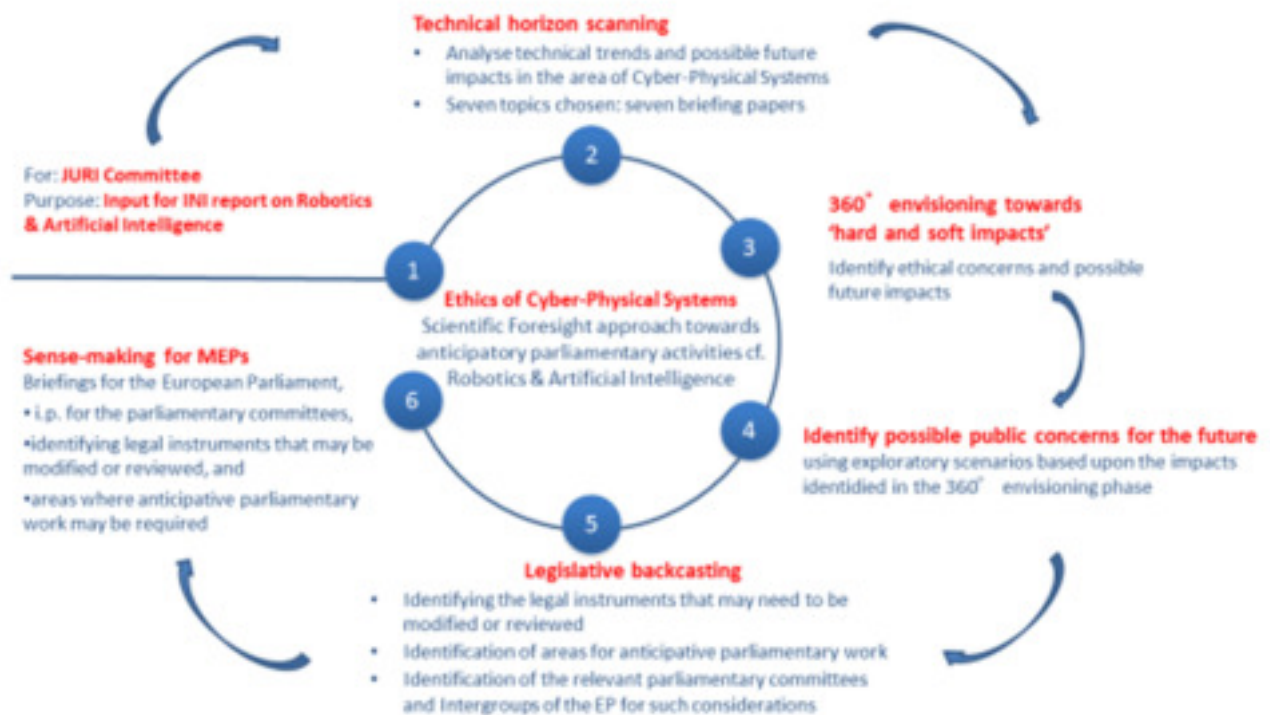 For: JURI Committee
Purpose: Input for INI report on Robotics
& Artificial Intelligence
1
Technical horizon scanning
• Analyse technical trends and possible future
impacts in the area of Cyber-Physical Systems
• Seven topics chosen: seven briefing papers
2
3
360° envisioning towards
‘hard and soft impacts’
Identify ethical concerns and possible
future impacts
Ethics of Cyber-Physical Systems
Scientific Foresight approach towards
anticipatory parliamentary activities cf.
Robotics & Artificial Intelligence
4
Identify possible public concerns for the future
using exploratory scenarios based upon the impacts
identidied in the 360° envisioning phase
5
Legislative backcasting
• Identifying the legal instruments that may need to be
modified or reviewed
• Identification of areas for anticipative parliamentary work
• Identification of the relevant parliamentary committees
and Intergroups of the EP for such considerations
6
Sense-making for MEPs
Briefings for the European Parliament,
• i.p. for the parliamentary committees,
•identifying legal instruments that may be
modified or reviewed, and
•areas where anticipative parliamentary
work may be required